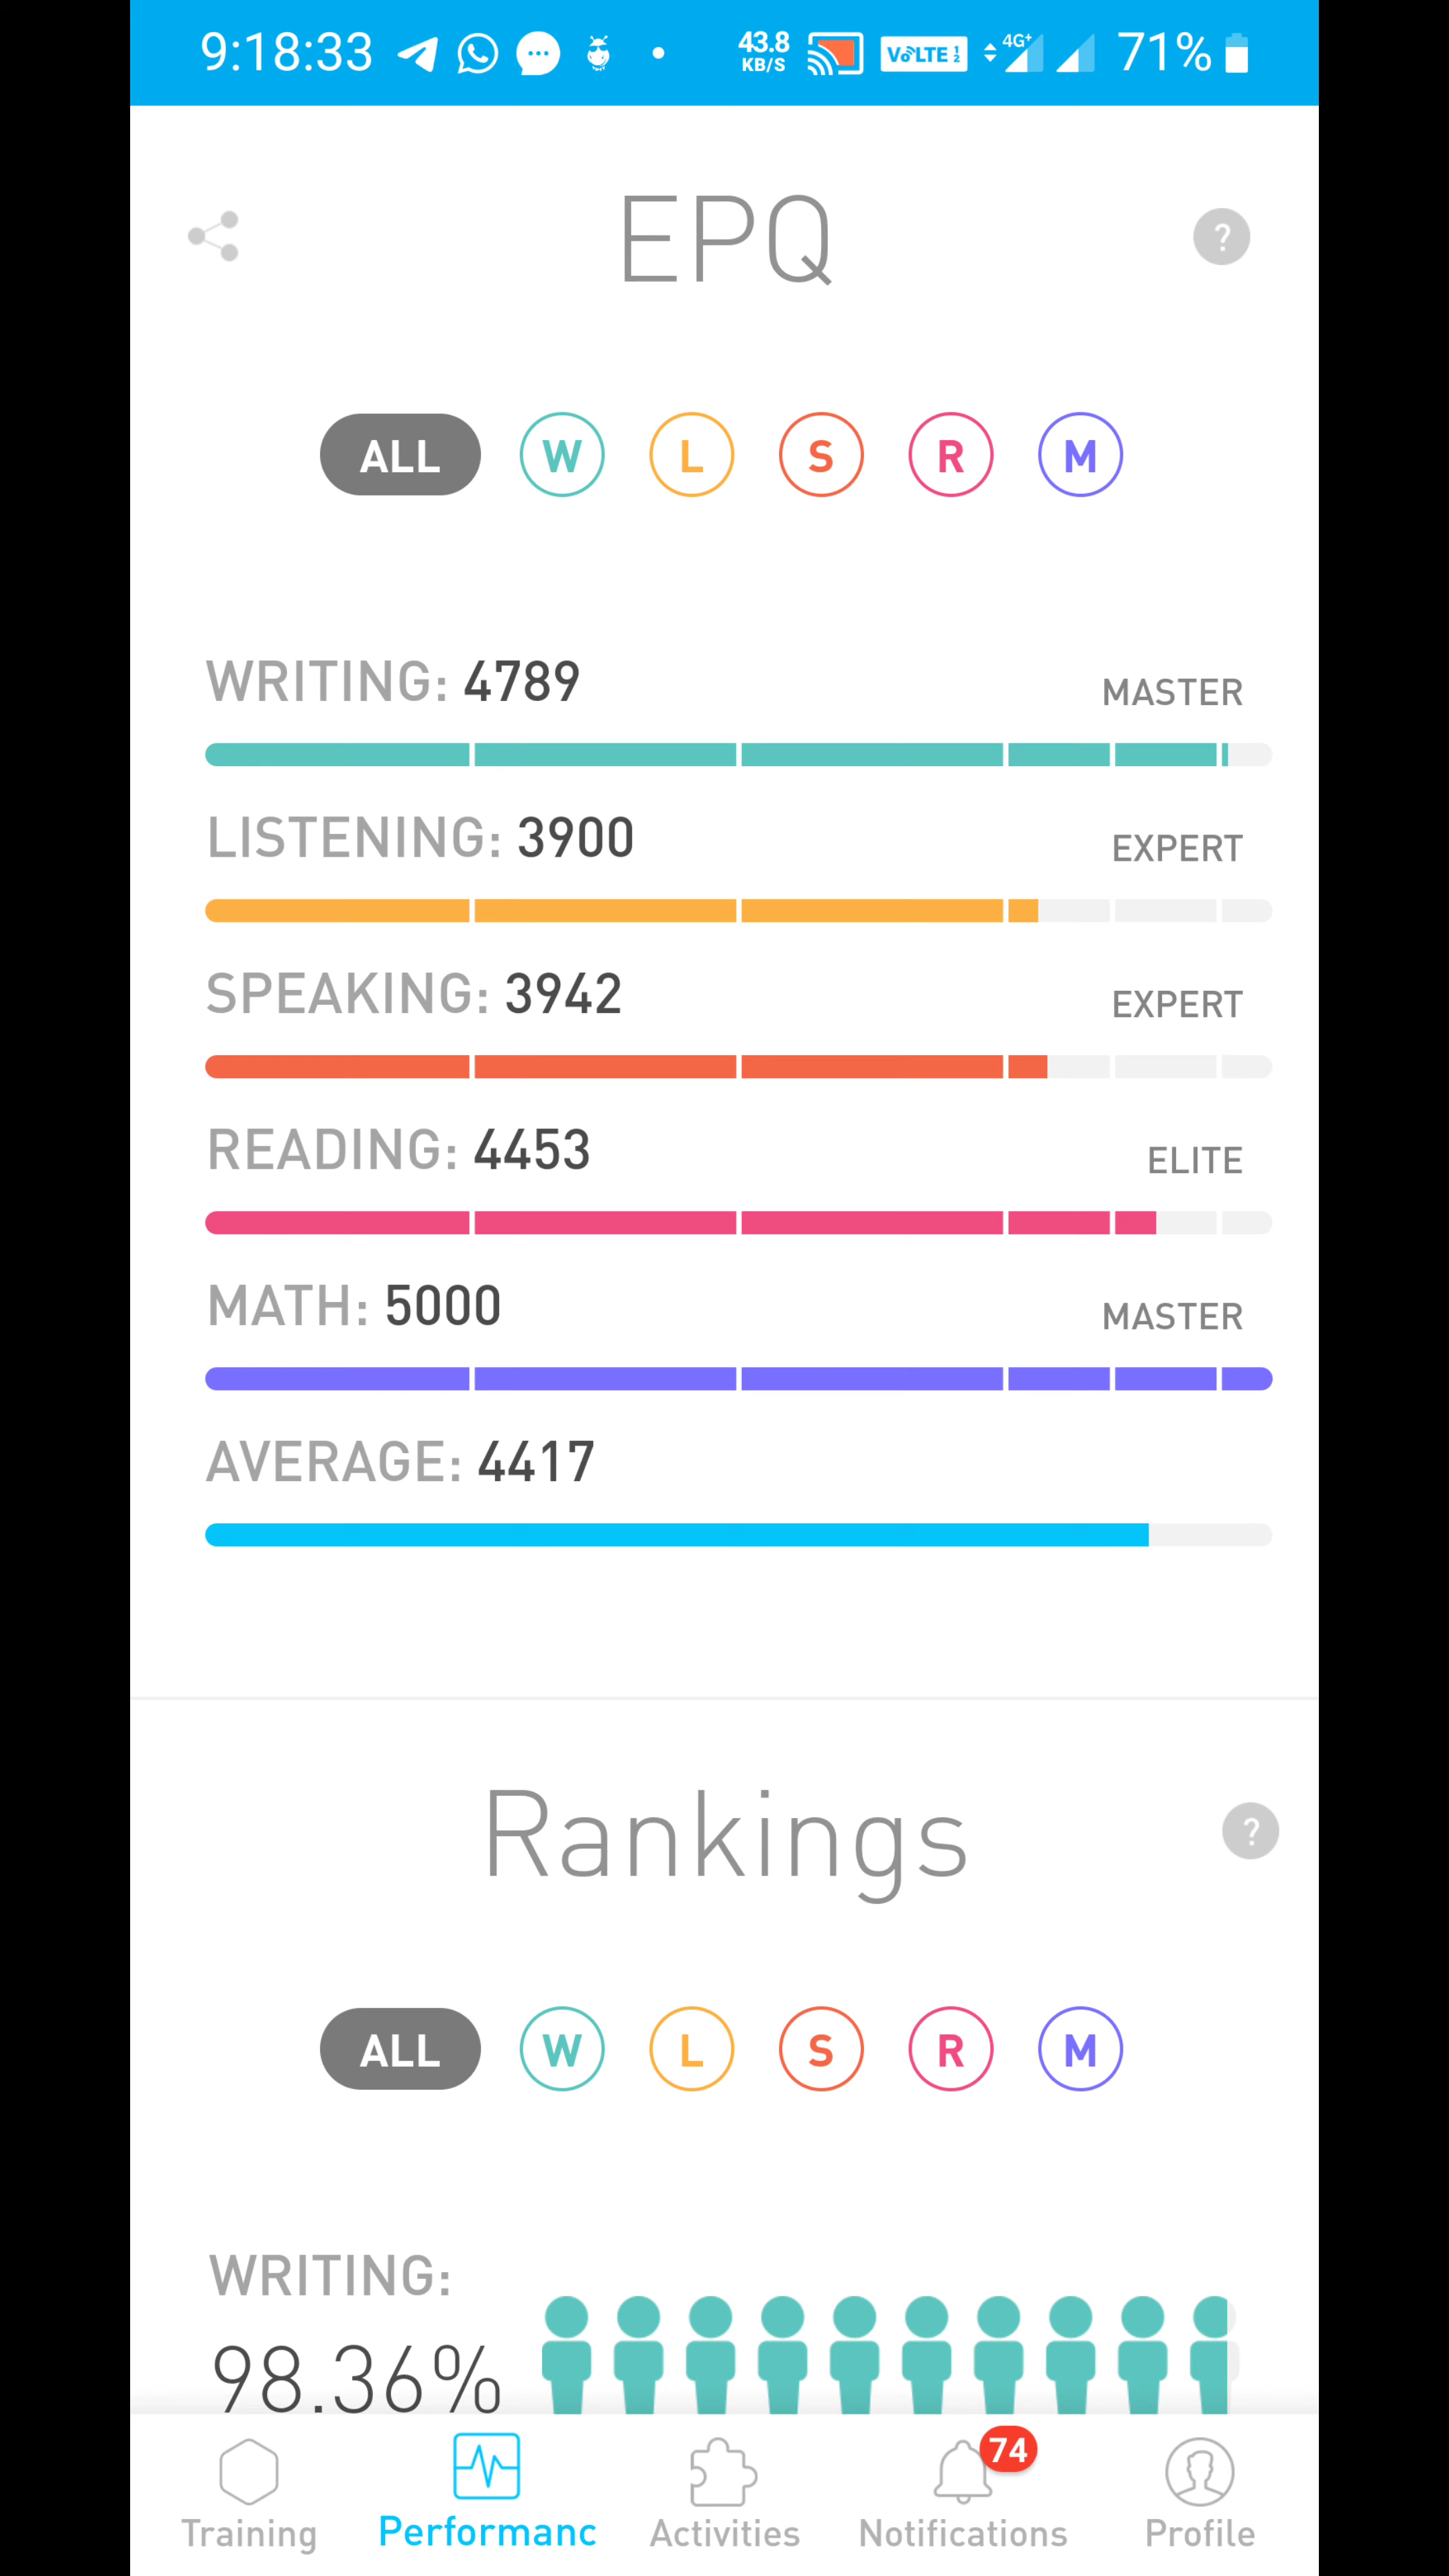 9:18:33 43.8 KB/S VoLTE 1 2 4G+ 71%
EPQ ?
ALL W L S R M
WRITING: 4789 MASTER
LISTENING: 3900 EXPERT
SPEAKING: 3942 EXPERT
READING: 4453 ELITE
MATH: 5000 MASTER
AVERAGE: 4417
Rankings ?
ALL W L S R M
WRITING:
98.36%
74
Training Performanc Activities Notifications Profile